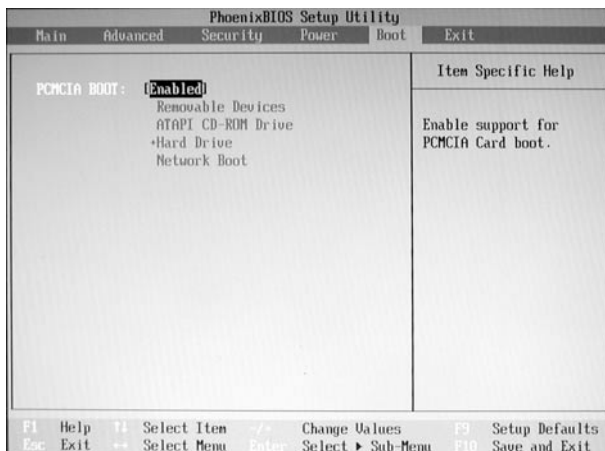 PhoenixBIOS Setup Utility
Main Advanced Security Power Boot Exit
Item Specific Help
PCMCIA BOOT: [Enabled]
Removable Devices
ATAPI CD-ROM Drive
+Hard Drive
Network Boot
Enable support for
PCMCIA Card boot.
F1 Help ↑↓ Select Item -/+ Change Values F9 Setup Defaults
Esc Exit ↔ Select Menu Enter Select ▶ Sub-Menu F10 Save and Exit